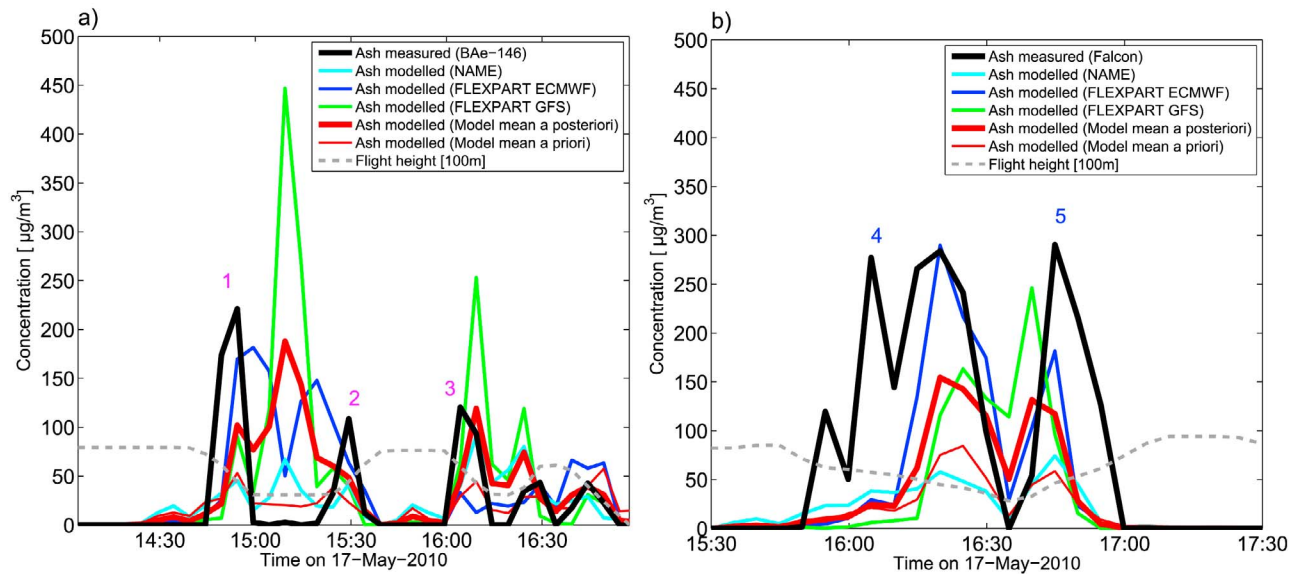 a)
500
450
400
350
300
250
200
150
100
50
0
Concentration [ µg/m³]
Ash measured (BAe−146)
Ash modelled (NAME)
Ash modelled (FLEXPART ECMWF)
Ash modelled (FLEXPART GFS)
Ash modelled (Model mean a posteriori)
Ash modelled (Model mean a priori)
Flight height [100m]
1
2
3
14:30 15:00 15:30 16:00 16:30
Time on 17−May−2010
b)
500
450
400
350
300
250
200
150
100
50
0
Concentration [ µg/m³]
Ash measured (Falcon)
Ash modelled (NAME)
Ash modelled (FLEXPART ECMWF)
Ash modelled (FLEXPART GFS)
Ash modelled (Model mean a posteriori)
Ash modelled (Model mean a priori)
Flight height [100m]
4
5
15:30 16:00 16:30 17:00 17:30
Time on 17−May−2010